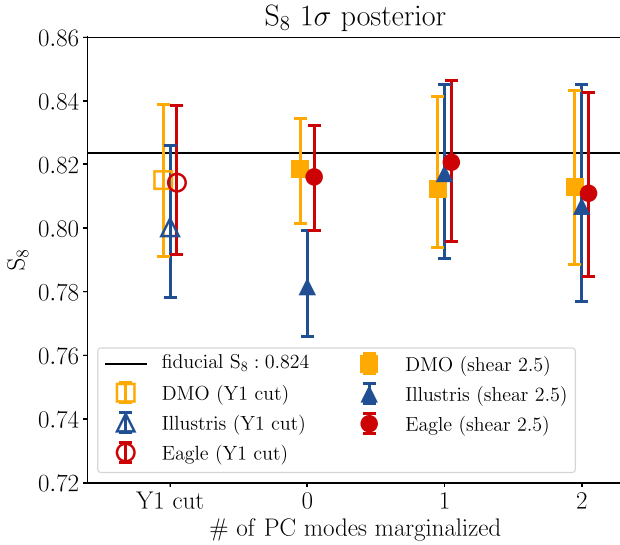 S₈ 1σ posterior
0.86
0.84
0.82
0.80
0.78
0.76
0.74
0.72
S₈
fiducial S₈ : 0.824
DMO (Y1 cut)
Illustris (Y1 cut)
Eagle (Y1 cut)
DMO (shear 2.5)
Illustris (shear 2.5)
Eagle (shear 2.5)
Y1 cut 0 1 2
# of PC modes marginalized